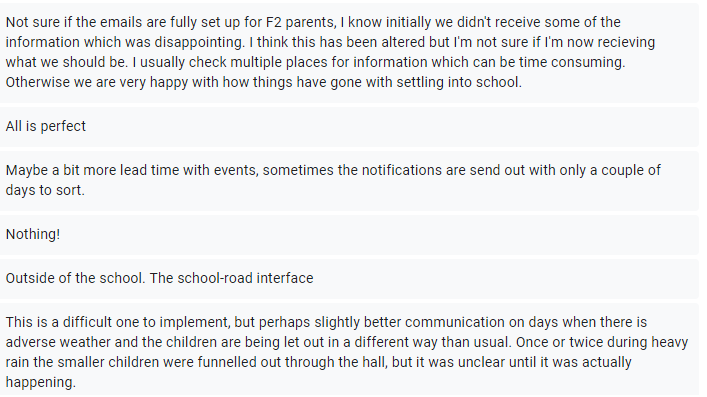 Not sure if the emails are fully set up for F2 parents, I know initially we didn't receive some of the
information which was disappointing. I think this has been altered but I'm not sure if I'm now recieving
what we should be. I usually check multiple places for information which can be time consuming.
Otherwise we are very happy with how things have gone with settling into school.
All is perfect
Maybe a bit more lead time with events, sometimes the notifications are send out with only a couple of
days to sort.
Nothing!
Outside of the school. The school-road interface
This is a difficult one to implement, but perhaps slightly better communication on days when there is
adverse weather and the children are being let out in a different way than usual. Once or twice during heavy
rain the smaller children were funnelled out through the hall, but it was unclear until it was actually
happening.